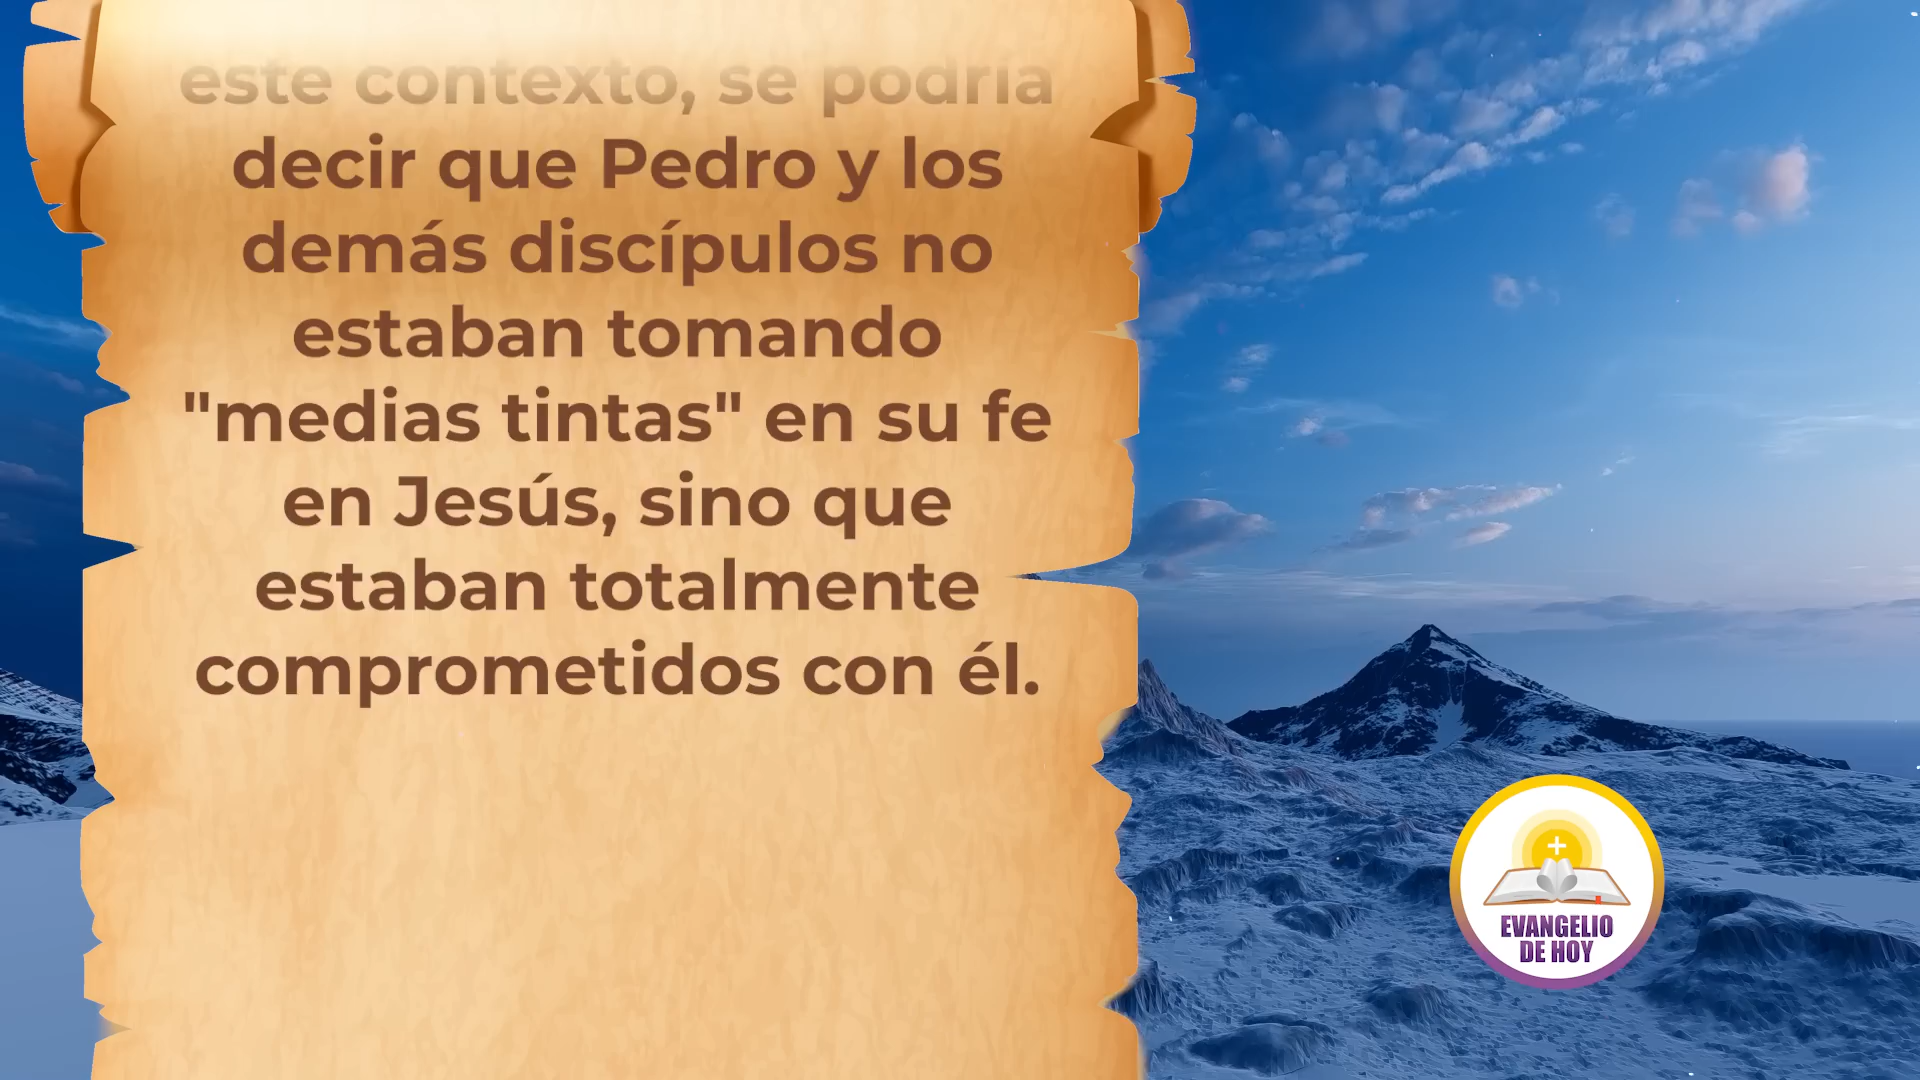 este contexto, se podría
decir que Pedro y los
demás discípulos no
estaban tomando
"medias tintas" en su fe
en Jesús, sino que
estaban totalmente
comprometidos con él.
EVANGELIO
DE HOY